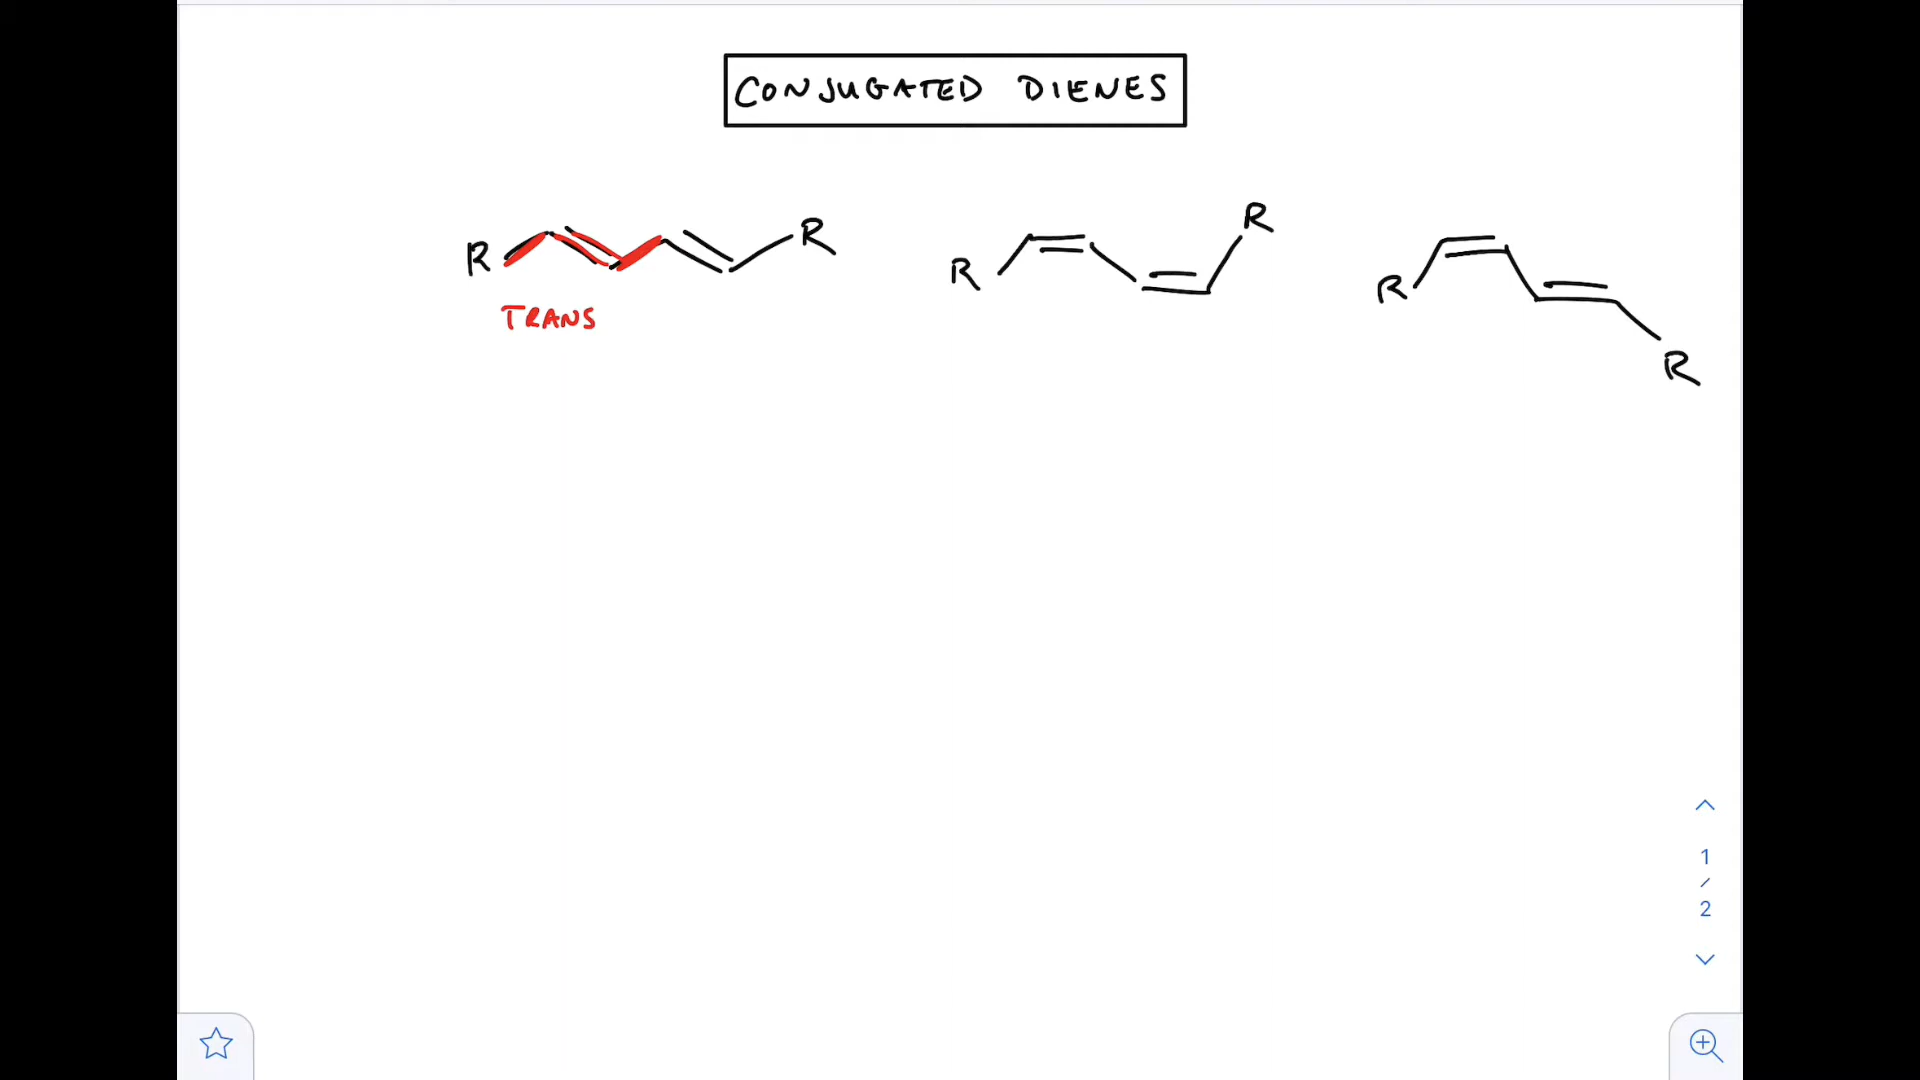 CONJUGATED DIENES
R R R R R R
TRANS
1
/
2